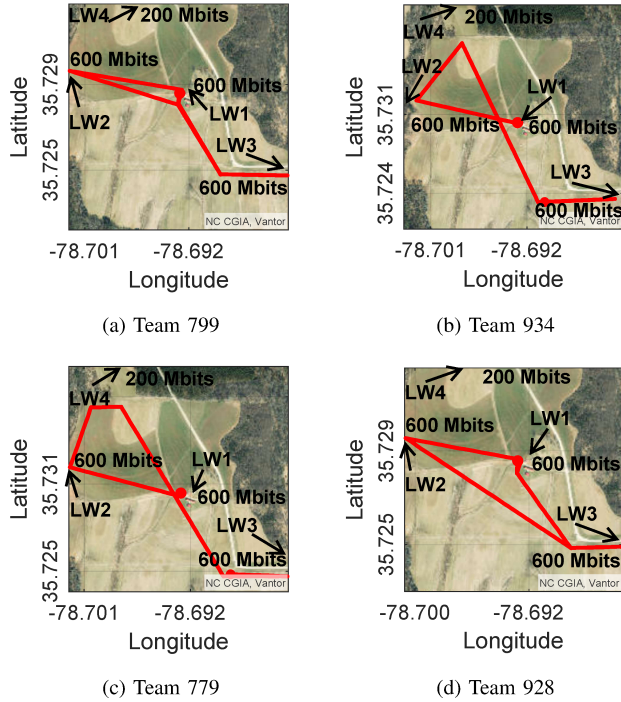 LW4 200 Mbits
600 Mbits
600 Mbits
LW2
LW1
LW3
600 Mbits
NC CGIA, Vantor
Latitude
35.729
35.725
-78.701 -78.692
Longitude
(a) Team 799
200 Mbits
LW4
LW2
LW1
600 Mbits
600 Mbits
LW3
600 Mbits
NC CGIA, Vantor
Latitude
35.731
35.724
-78.701 -78.692
Longitude
(b) Team 934
200 Mbits
LW4
600 Mbits
LW1
600 Mbits
LW2
LW3
600 Mbits
NC CGIA, Vantor
Latitude
35.731
35.725
-78.701 -78.692
Longitude
(c) Team 779
200 Mbits
LW4
600 Mbits
LW1
600 Mbits
LW2
LW3
600 Mbits
NC CGIA, Vantor
Latitude
35.729
35.725
-78.700 -78.692
Longitude
(d) Team 928